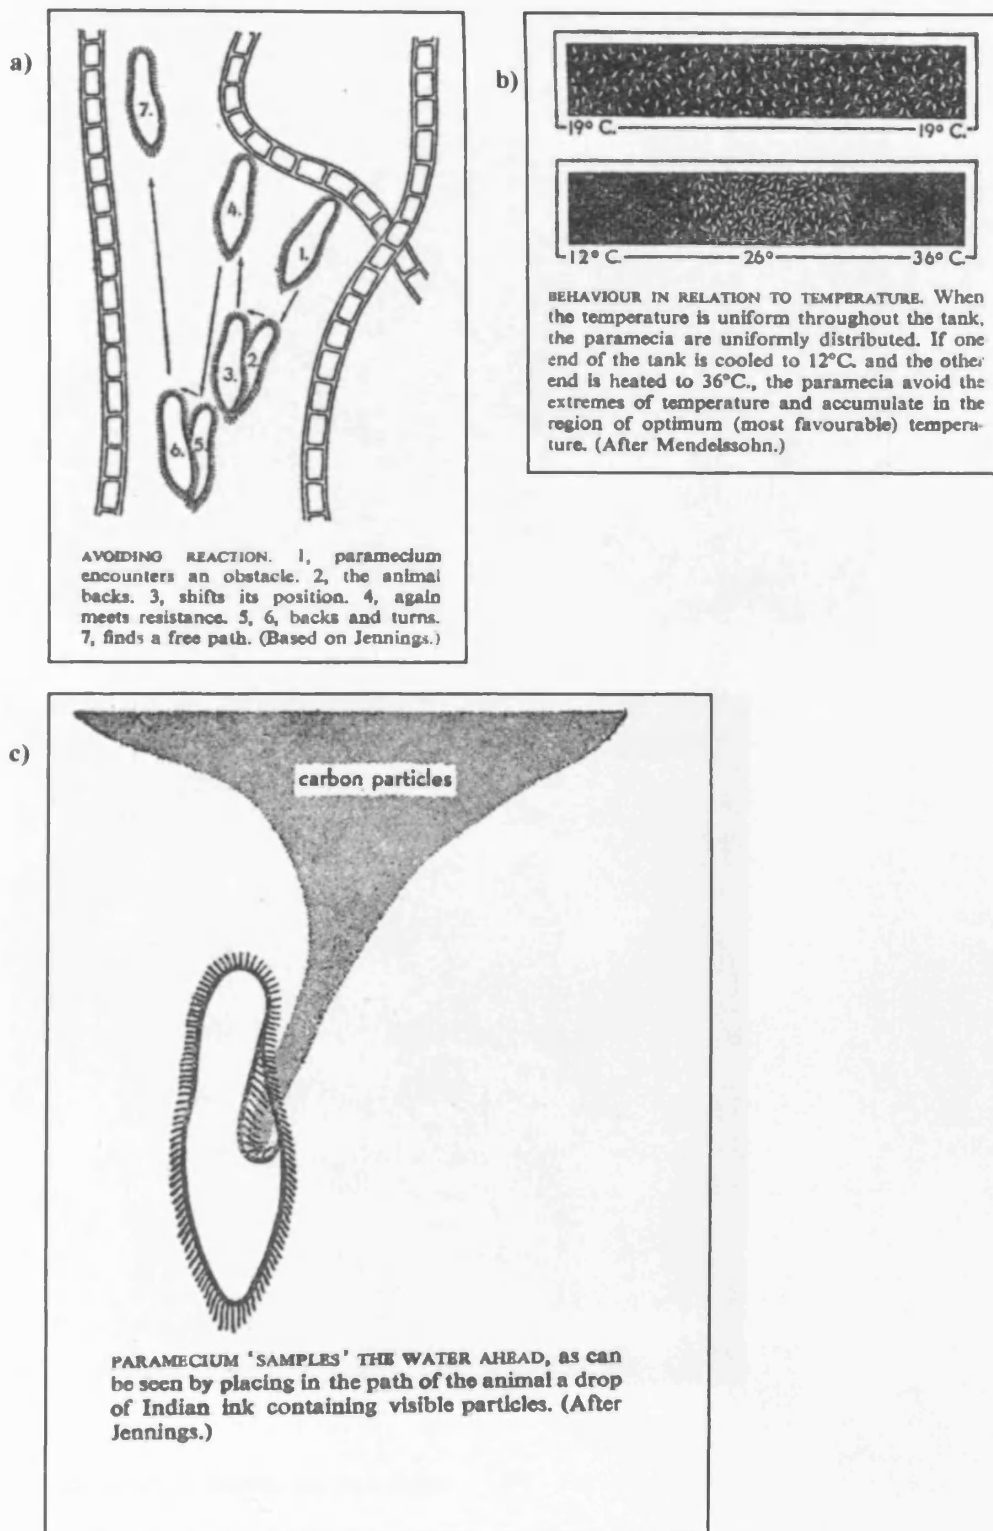 a)
7.
4.
1.
3.
2.
6.
5.
AVOIDING REACTION. 1, paramecium
encounters an obstacle. 2, the animal
backs. 3, shifts its position. 4, again
meets resistance. 5, 6, backs and turns.
7, finds a free path. (Based on Jennings.)
b)
19° C. 19° C.
12° C. 26° 36° C.
BEHAVIOUR IN RELATION TO TEMPERATURE. When
the temperature is uniform throughout the tank,
the paramecia are uniformly distributed. If one
end of the tank is cooled to 12°C. and the other
end is heated to 36°C., the paramecia avoid the
extremes of temperature and accumulate in the
region of optimum (most favourable) tempera-
ture. (After Mendelssohn.)
c)
carbon particles
PARAMECIUM 'SAMPLES' THE WATER AHEAD, as can
be seen by placing in the path of the animal a drop
of Indian ink containing visible particles. (After
Jennings.)